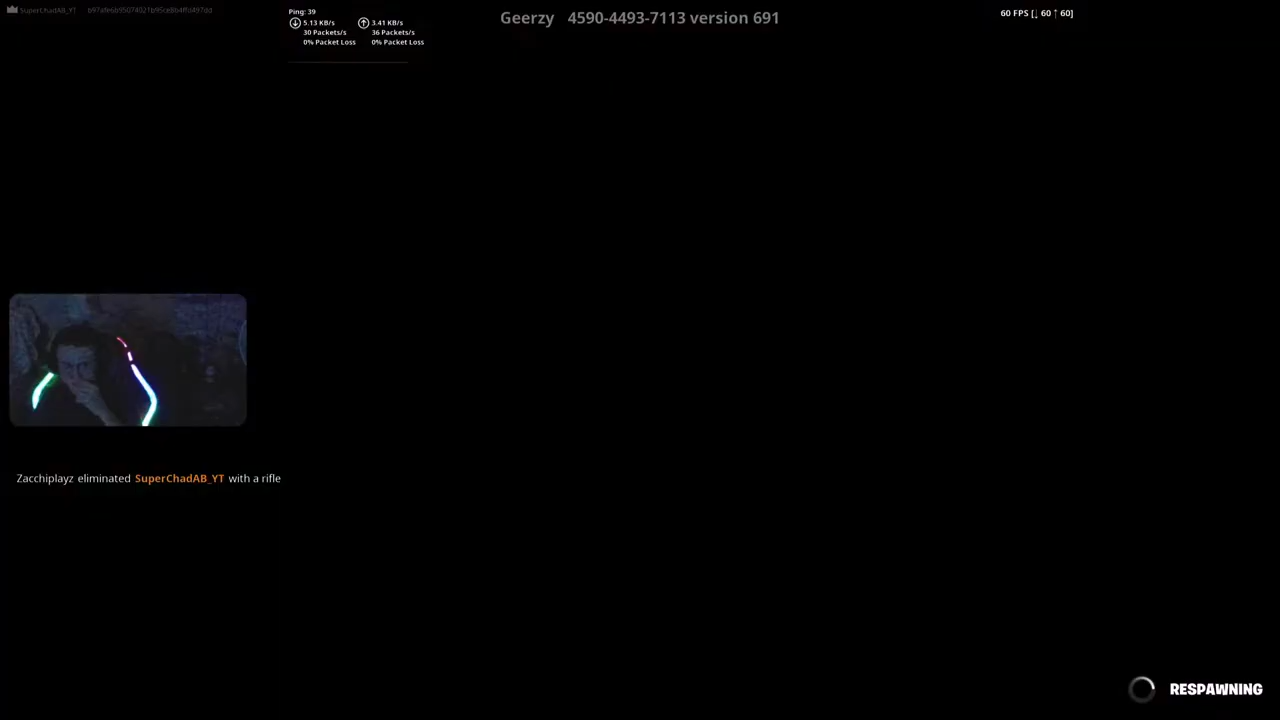 SuperChadAB_YT
Ping: 39
5.13 KB/s 3.41 KB/s
30 Packets/s 36 Packets/s
0% Packet Loss 0% Packet Loss
Geerzy 4590-4493-7113 version 691
60 FPS [↓ 60 ↑ 60]
Zacchiplayz eliminated SuperChadAB_YT with a rifle
RESPAWNING